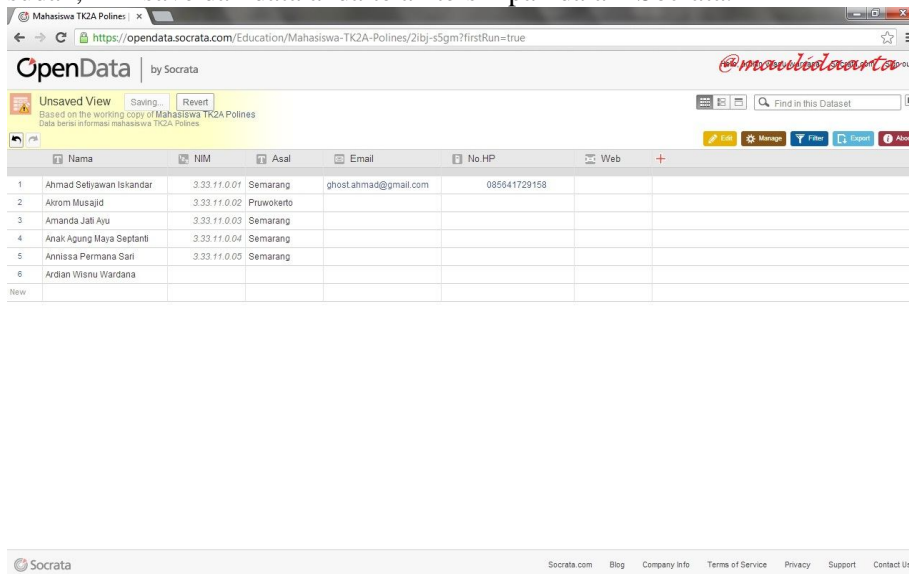 Mahasiswa TK2A Polines |
https://opendata.socrata.com/Education/Mahasiswa-TK2A-Polines/2ibj-s5gm?firstRun=true
OpenData by Socrata
@maulidaarta
Unsaved View Saving... Revert
Based on the working copy of Mahasiswa TK2A Polines
Data berisi informasi mahasiswa TK2A Polines
Find in this Dataset
Edit Manage Filter Export
Nama NIM Asal Email No.HP Web
1 Ahmad Setiyawan Iskandar 3.33.11.0.01 Semarang ghost.ahmad@gmail.com 085641729158
2 Akrom Musajid 3.33.11.0.02 Pruwokerto
3 Amanda Jati Ayu 3.33.11.0.03 Semarang
4 Anak Agung Maya Septanti 3.33.11.0.04 Semarang
5 Annissa Permana Sari 3.33.11.0.05 Semarang
6 Ardian Wisnu Wardana
New
Socrata Socrata.com Blog Company Info Terms of Service Privacy Support Contact Us